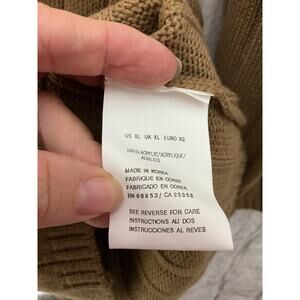 US XL UK XL EURO XG
100% ACRYLIC/ACRYLIQUE/
ACRILICO
MADE IN KOREA
FABRIQUE EN COREE
FABRICADO EN COREA
RN 66953/ CA 25352
SEE REVERSE FOR CARE
INSTRUCTIONS AU DOS
INSTRUCCIONES AL REVES